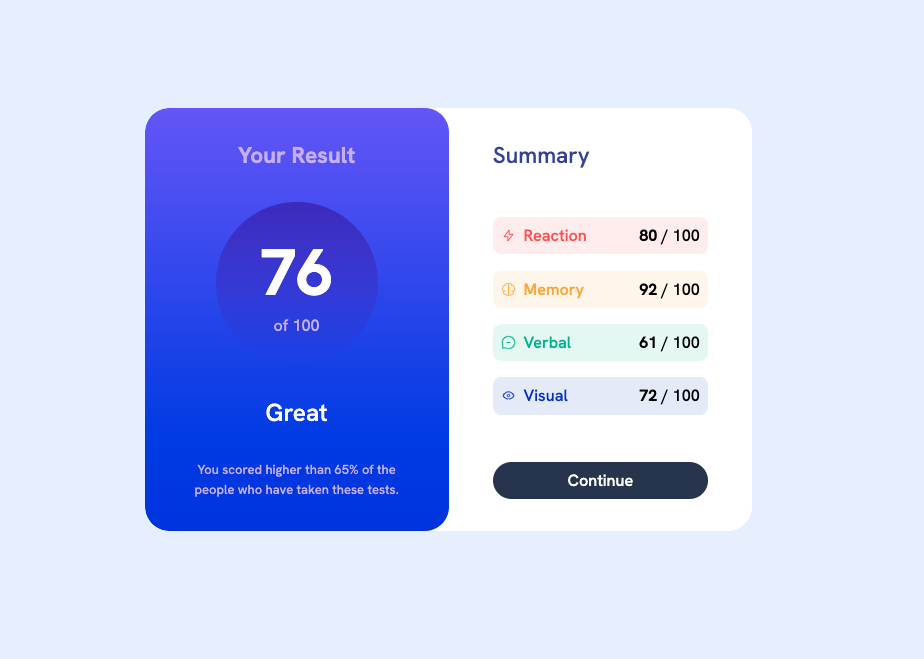 Your Result
76
of 100
Great
You scored higher than 65% of the
people who have taken these tests.
Summary
Reaction 80 / 100
Memory 92 / 100
Verbal 61 / 100
Visual 72 / 100
Continue